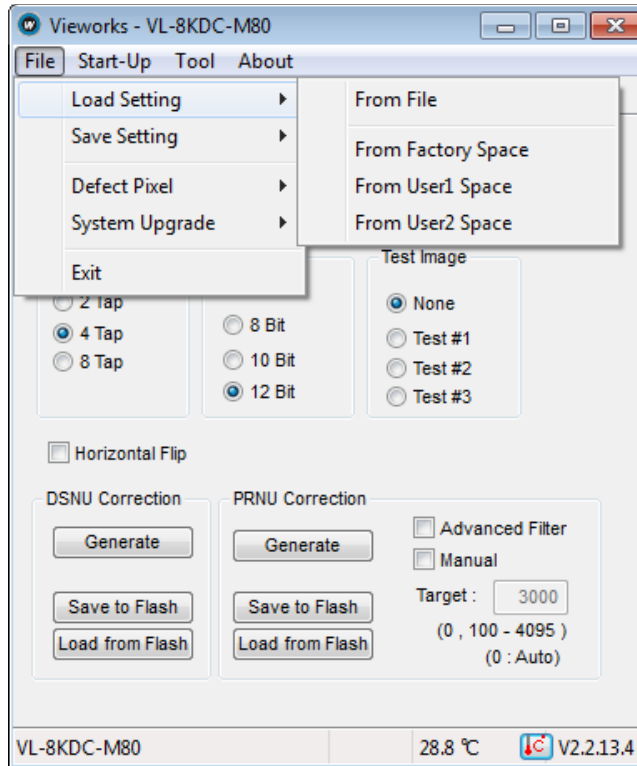 Vieworks - VL-8KDC-M80
File Start-Up Tool About
Load Setting
Save Setting
Defect Pixel
System Upgrade
Exit
From File
From Factory Space
From User1 Space
From User2 Space
2 Tap
4 Tap
8 Tap
8 Bit
10 Bit
12 Bit
Test Image
None
Test #1
Test #2
Test #3
Horizontal Flip
DSNU Correction
Generate
Save to Flash
Load from Flash
PRNU Correction
Generate
Save to Flash
Load from Flash
Advanced Filter
Manual
Target : 3000
(0 , 100 - 4095 )
(0 : Auto)
VL-8KDC-M80 28.8 ℃ V2.2.13.4